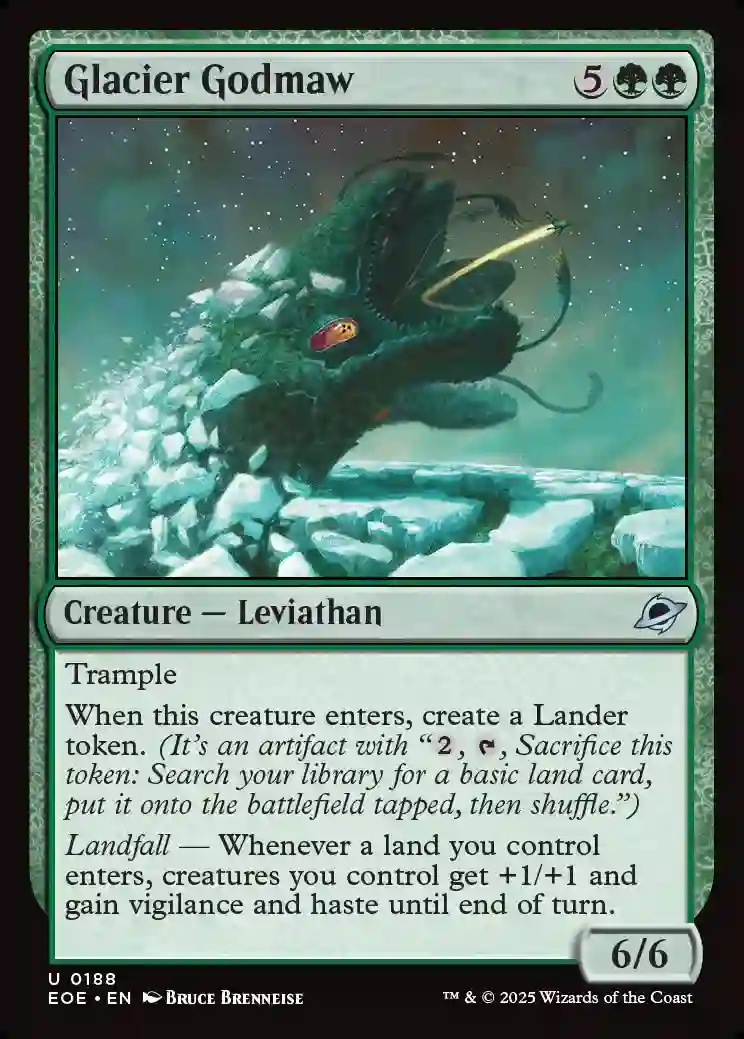 Glacier Godmaw 5
Creature — Leviathan
Trample
When this creature enters, create a Lander
token. (It's an artifact with “2, , Sacrifice this
token: Search your library for a basic land card,
put it onto the battlefield tapped, then shuffle.”)
Landfall — Whenever a land you control
enters, creatures you control get +1/+1 and
gain vigilance and haste until end of turn.
6/6
U 0188
EOE • EN Bruce Brenneise
™ & © 2025 Wizards of the Coast